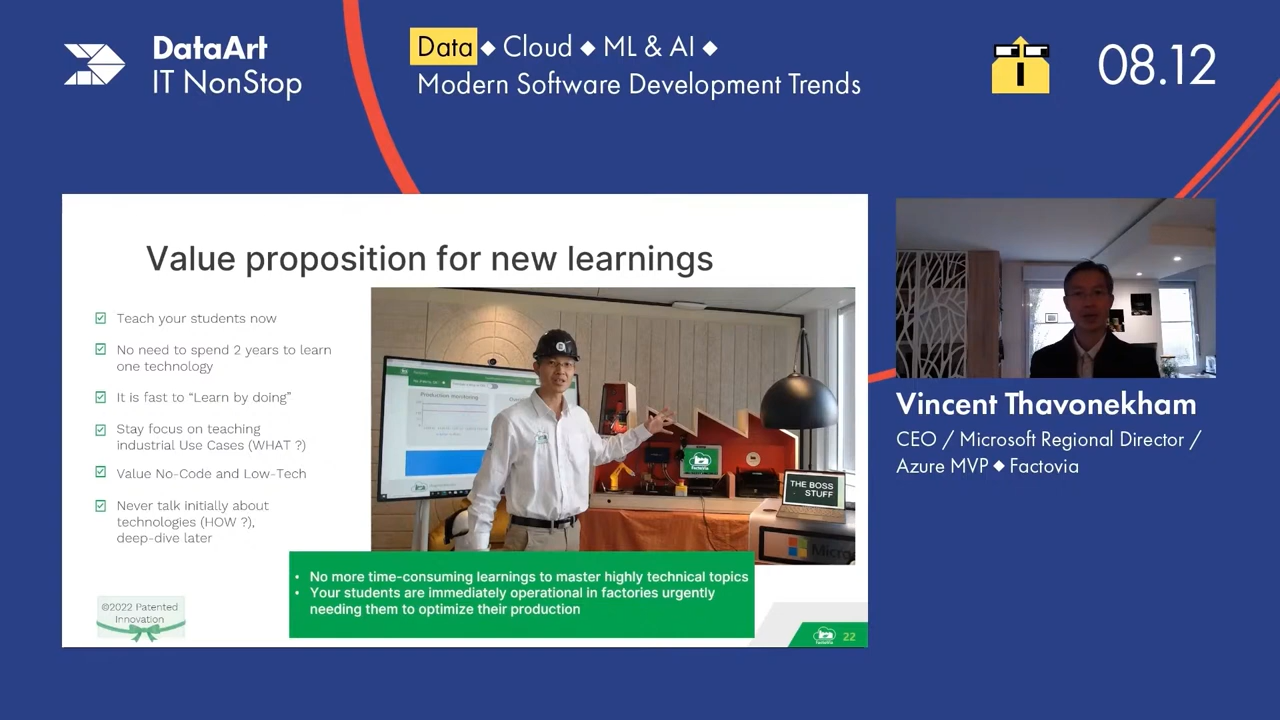 DataArt
IT NonStop
Data ◆ Cloud ◆ ML & AI ◆
Modern Software Development Trends
08.12
Value proposition for new learnings
Teach your students now
No need to spend 2 years to learn
one technology
It is fast to “Learn by doing”
Stay focus on teaching
industrial Use Cases (WHAT ?)
Value No-Code and Low-Tech
Never talk initially about
technologies (HOW ?),
deep-dive later
Production monitoring
Factovia
THE BOSS
STUFF
• No more time-consuming learnings to master highly technical topics
• Your students are immediately operational in factories urgently
needing them to optimize their production
©2022 Patented
Innovation
22
Vincent Thavonekham
CEO / Microsoft Regional Director /
Azure MVP ◆ Factovia